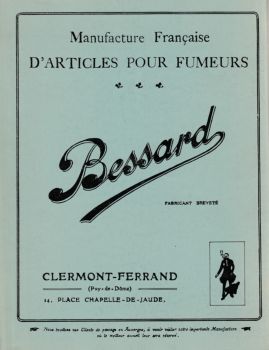 Manufacture Française
D'ARTICLES POUR FUMEURS
Bessard
FABRICANT BREVETÉ
CLERMONT-FERRAND
(Puy-de-Dôme)
14, PLACE CHAPELLE-DE-JAUDE,
Nous invitons nos Clients de passage en Auvergne, à venir visiter notre importante Manufacture
où le meilleur accueil leur sera réservé.